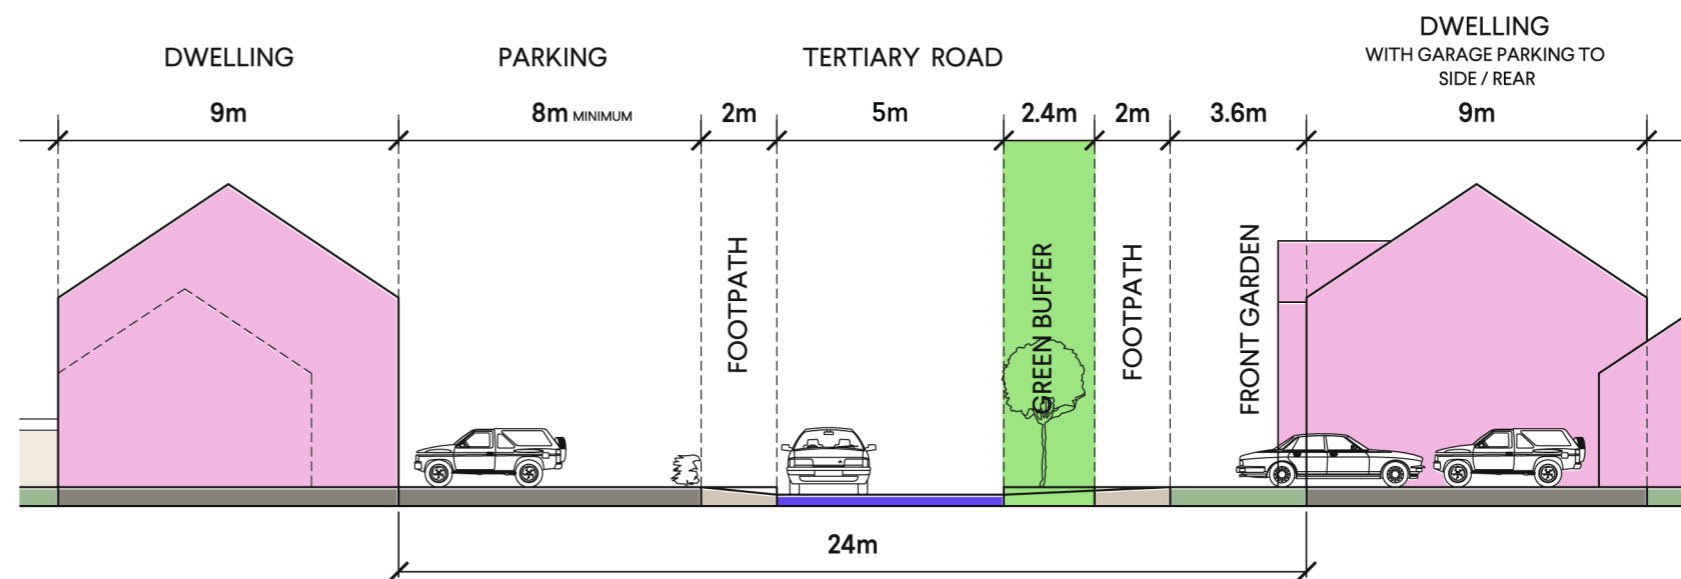 DWELLING
PARKING
TERTIARY ROAD
DWELLING
WITH GARAGE PARKING TO
SIDE / REAR
9m
8m MINIMUM
2m
5m
2.4m
2m
3.6m
9m
FOOTPATH
GREEN BUFFER
FOOTPATH
FRONT GARDEN
24m